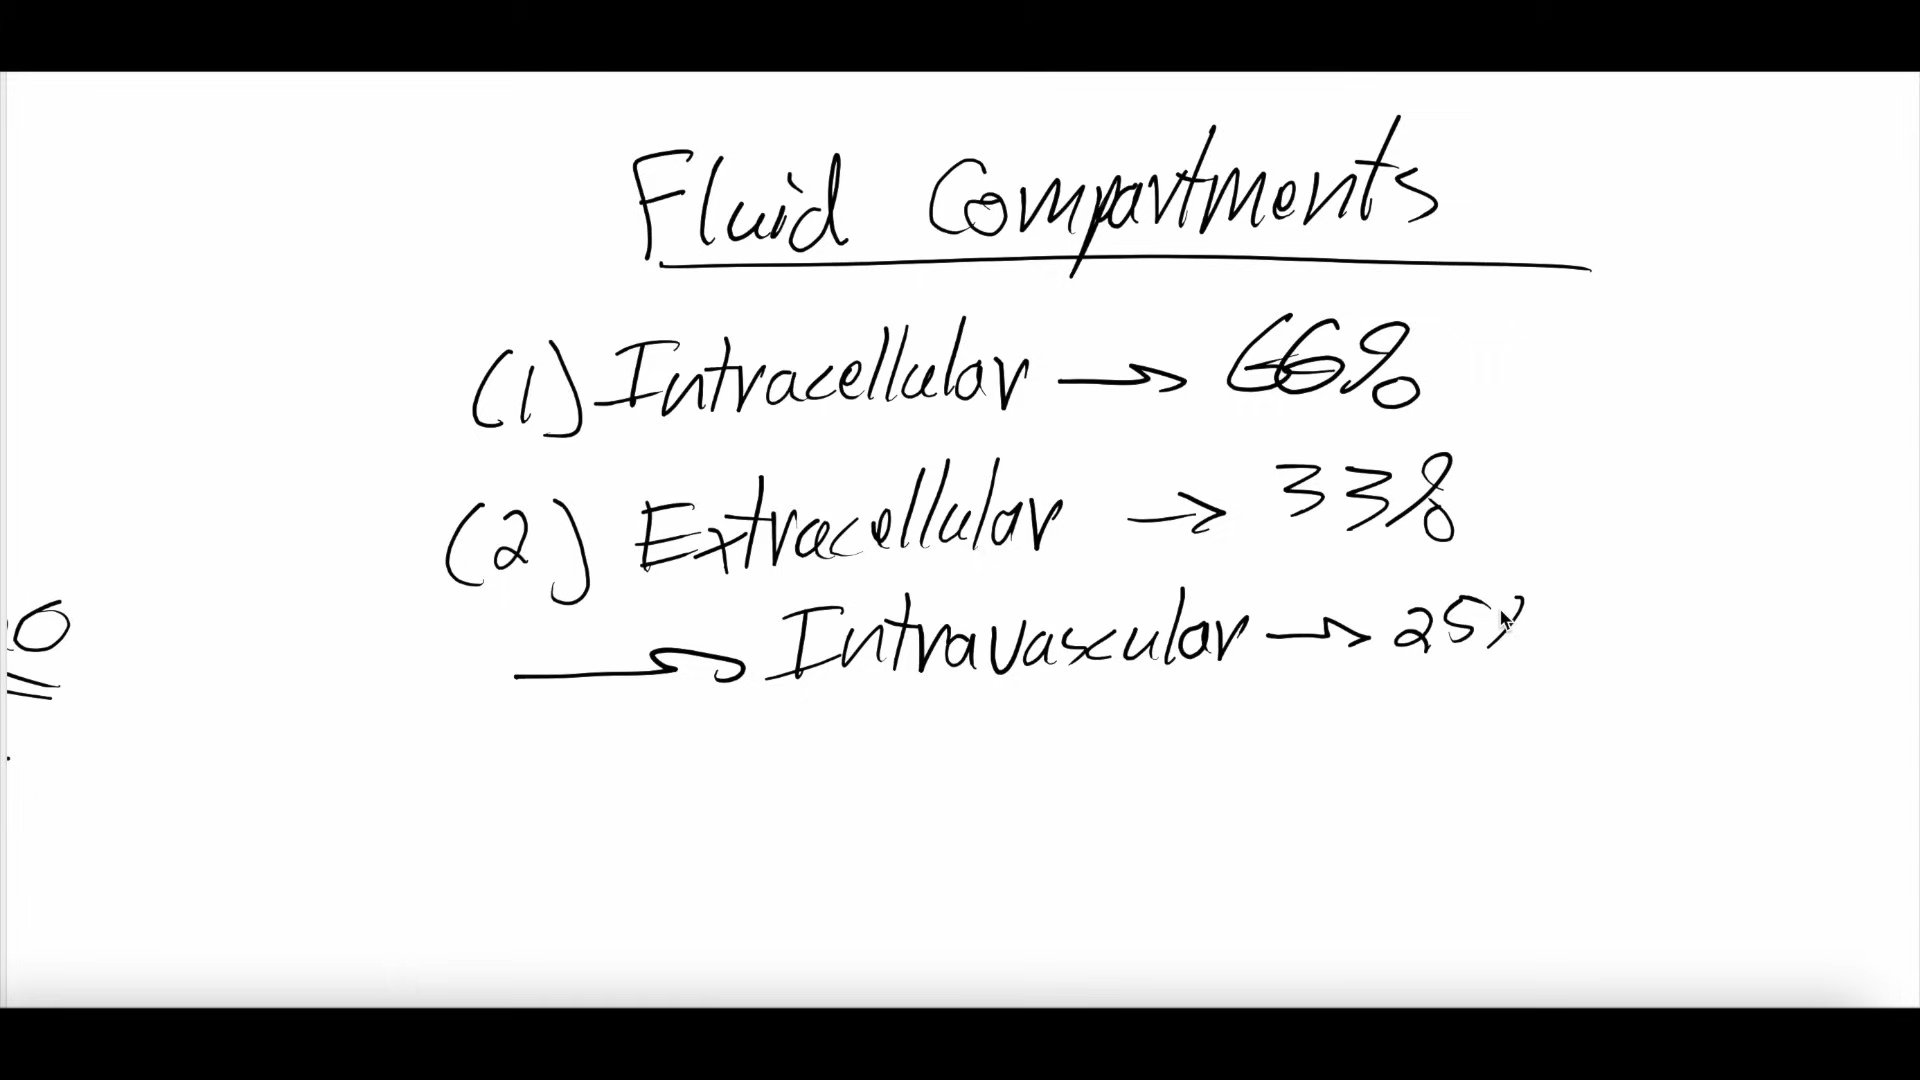 Fluid Compartments
(1) Intracellular → 66%
(2) Extracellular → 33%
→ Intravascular → 25%